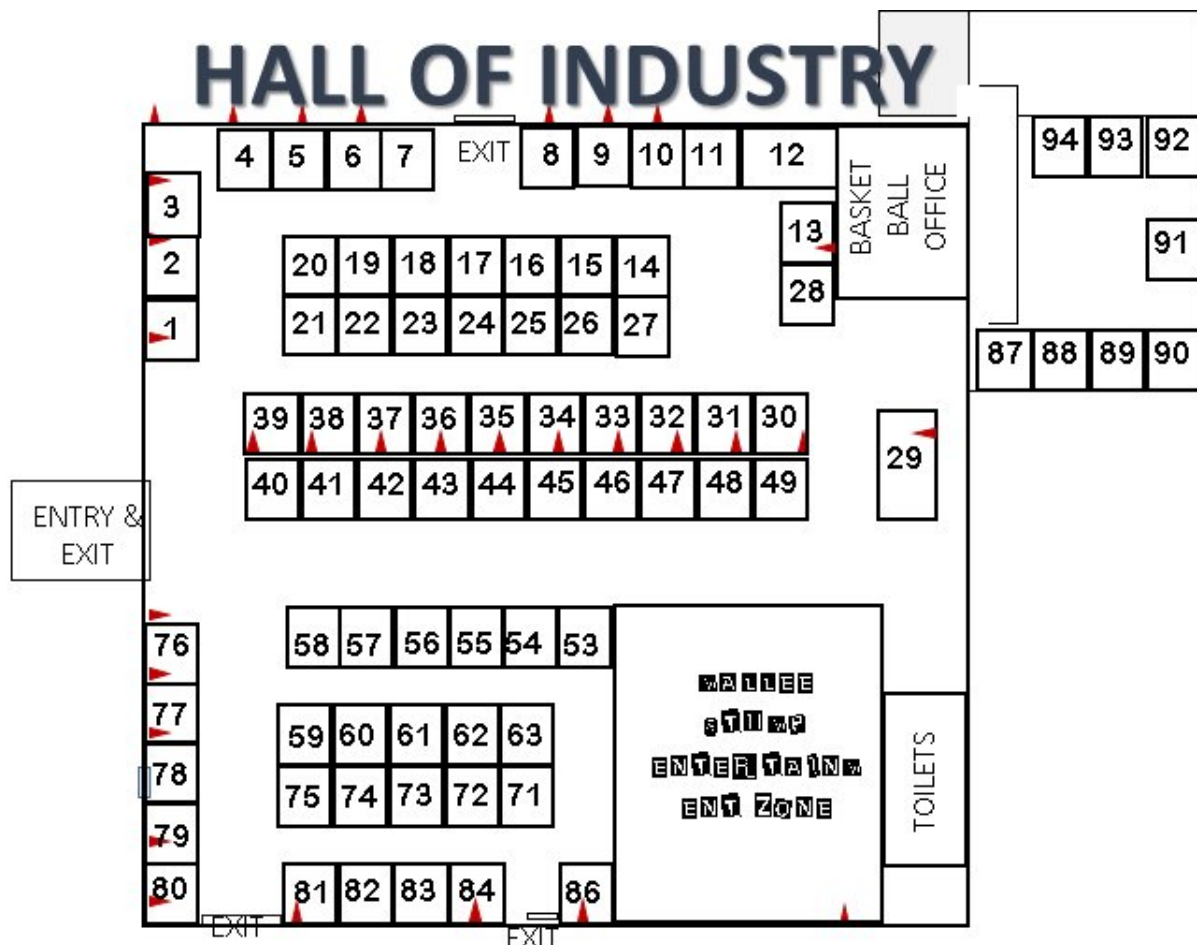 HALL OF INDUSTRY
4 5 6 7 EXIT 8 9 10 11 12
BASKET
BALL
OFFICE
94 93 92
3
13
91
2
20 19 18 17 16 15 14
28
1
21 22 23 24 25 26 27
87 88 89 90
39 38 37 36 35 34 33 32 31 30
29
40 41 42 43 44 45 46 47 48 49
ENTRY &
EXIT
76
58 57 56 55 54 53
77
59 60 61 62 63
78
75 74 73 72 71
79
80
81 82 83 84 86
EXIT
EXIT
MALLEE
STUMP
ENTERTAINM
ENT ZONE
TOILETS